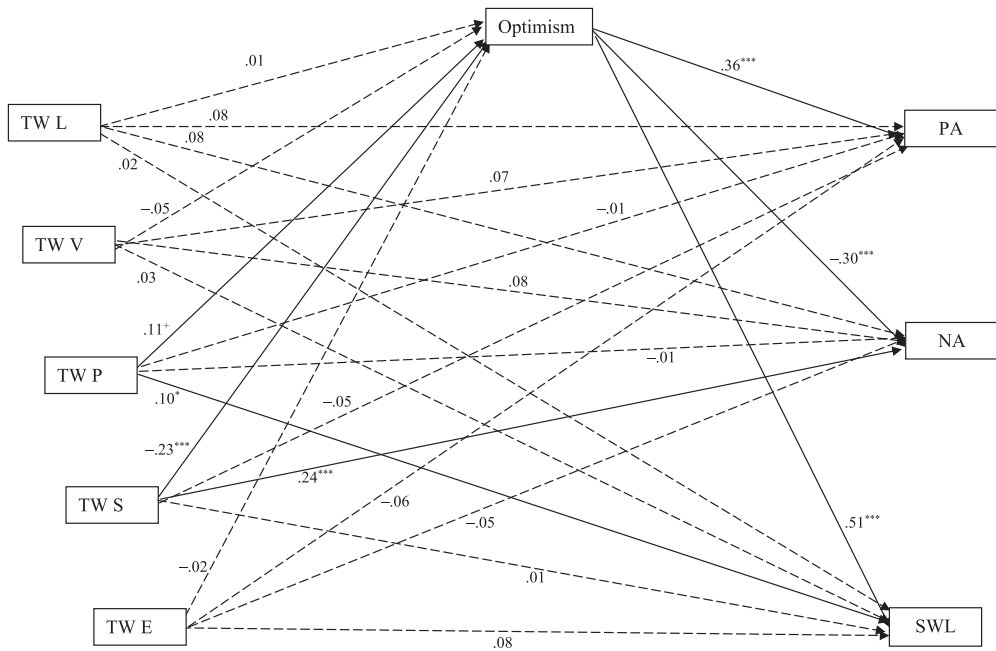 Optimism
.01
.36***
TW L
.08
PA
.08
.02
.07
–.05
–.01
TW V
–.30***
.03
.08
.11+
NA
–.01
TW P
.10*
–.05
–.23***
.24***
TW S
–.06
–.05
.51***
–.02
.01
TW E
SWL
.08